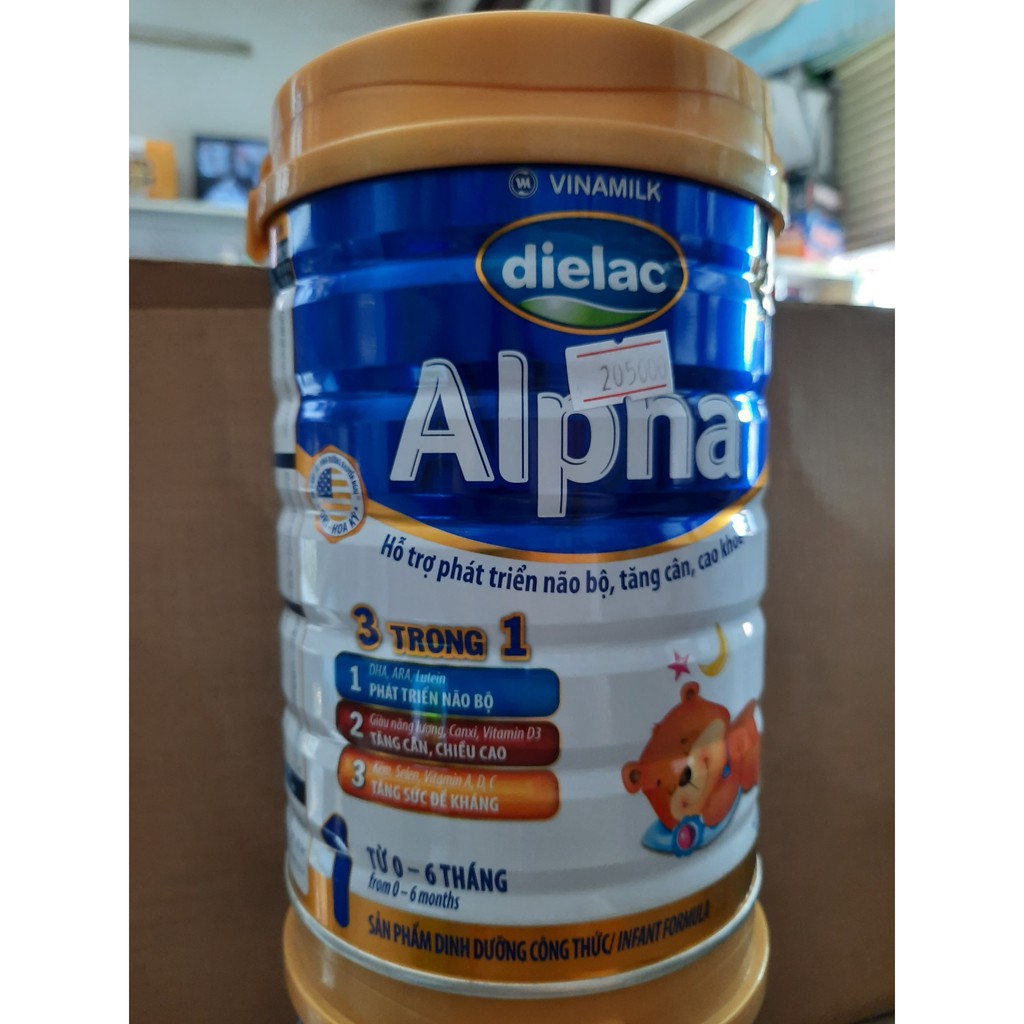 VINAMILK
dielac
205000
Alpha
HOA KỲ
Hỗ trợ phát triển não bộ, tăng cân, cao khỏe
3 TRONG 1
1 DHA, ARA, Lutein
PHÁT TRIỂN NÃO BỘ
2 Giàu năng lượng, Canxi, Vitamin D3
TĂNG CÂN, CHIỀU CAO
3 Kẽm, Selen, Vitamin A, D, C
TĂNG SỨC ĐỀ KHÁNG
1
TỪ 0 – 6 THÁNG
from 0 – 6 months
SẢN PHẨM DINH DƯỠNG CÔNG THỨC/ INFANT FORMULA